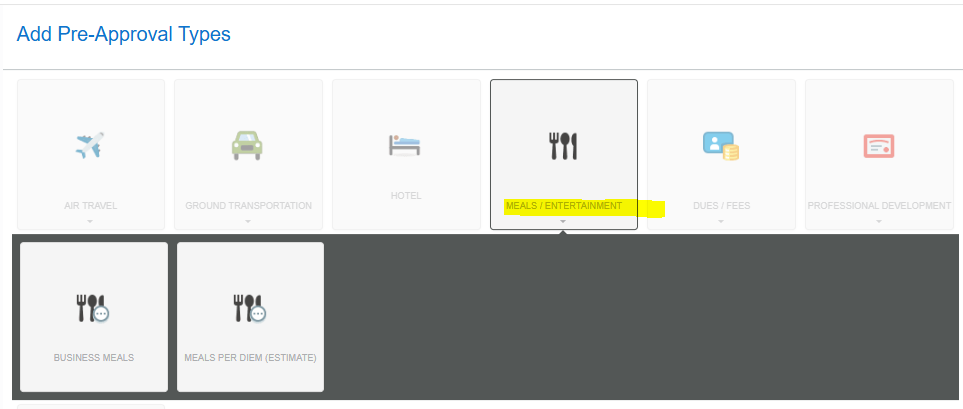 Add Pre-Approval Types
AIR TRAVEL
GROUND TRANSPORTATION
HOTEL
MEALS / ENTERTAINMENT
DUES / FEES
PROFESSIONAL DEVELOPMENT
BUSINESS MEALS
MEALS PER DIEM (ESTIMATE)